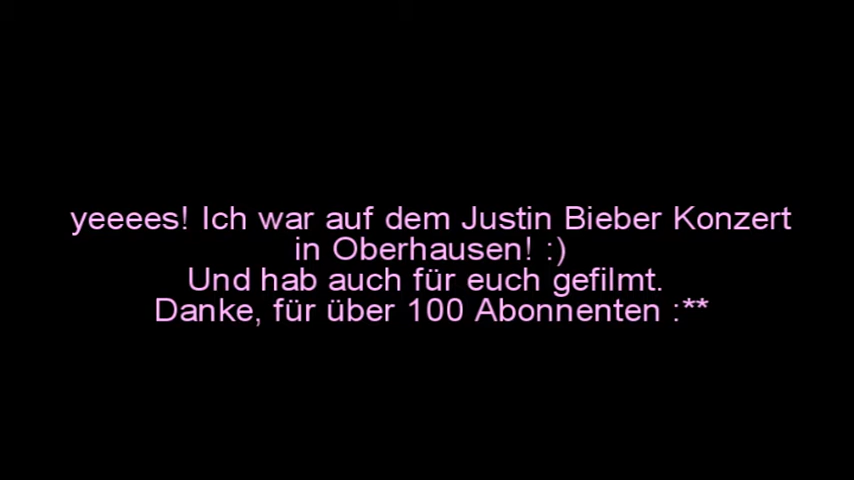 yeeees! Ich war auf dem Justin Bieber Konzert
in Oberhausen! :)
Und hab auch für euch gefilmt.
Danke, für über 100 Abonnenten :**